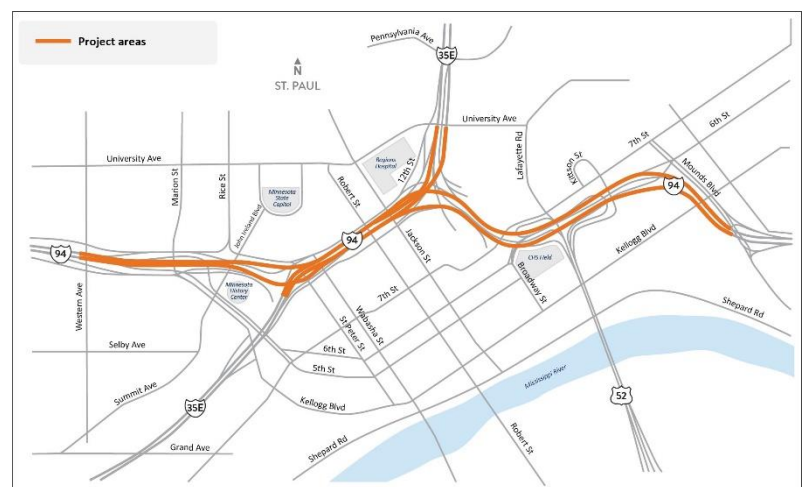 Project areas
Pennsylvania Ave
35E
N
ST. PAUL
University Ave
7th St
6th St
Lafayette Rd
Kittson St
Mounds Blvd
Regions
Hospital
12th St
University Ave
Marion St
Rice St
Minnesota
State
Capitol
Robert St
94
John Ireland Blvd
94
Jackson St
Kellogg Blvd
94
CHS Field
Minnesota
History
Center
7th St
Broadway St
Western Ave
Wabasha St
St Peter St
Shepard Rd
Selby Ave
6th St
5th St
Mississippi River
Summit Ave
35E
Kellogg Blvd
52
Grand Ave
Shepard Rd
Robert St